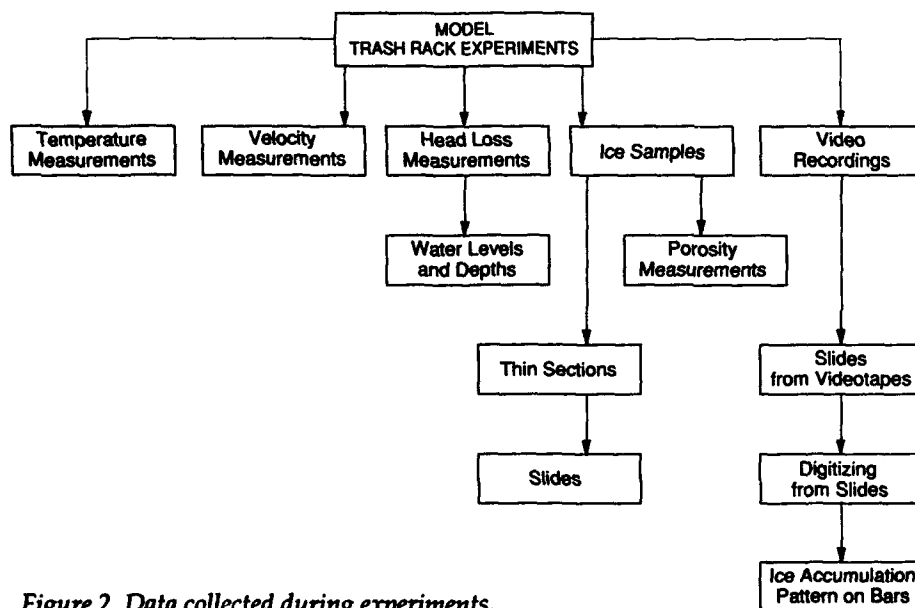 MODEL
TRASH RACK EXPERIMENTS
Temperature
Measurements
Velocity
Measurements
Head Loss
Measurements
Ice Samples
Video
Recordings
Water Levels
and Depths
Porosity
Measurements
Thin Sections
Slides
from Videotapes
Slides
Digitizing
from Slides
Ice Accumulation
Pattern on Bars
Figure 2. Data collected during experiments.